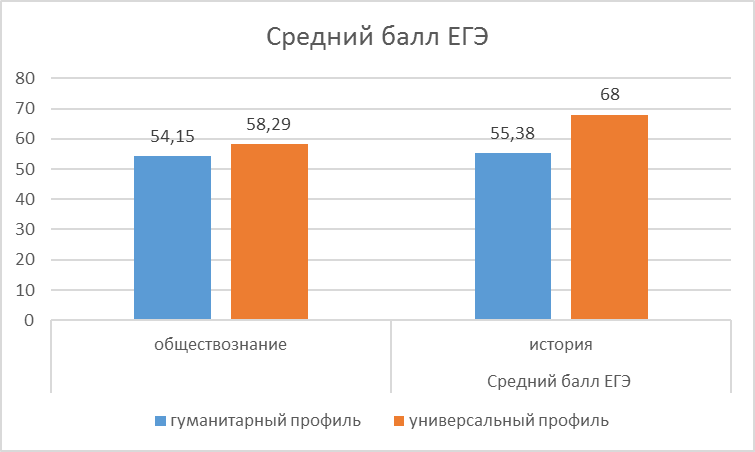 Средний балл ЕГЭ
80
70
60
50
40
30
20
10
0
54,15
58,29
55,38
68
обществознание
история
Средний балл ЕГЭ
гуманитарный профиль
универсальный профиль